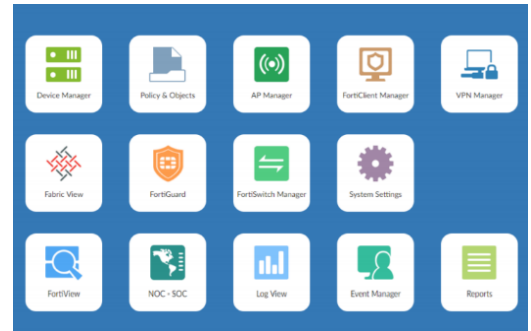 Device Manager
Policy & Objects
AP Manager
FortiClient Manager
VPN Manager
Fabric View
FortiGuard
FortiSwitch Manager
System Settings
FortiView
NOC - SOC
Log View
Event Manager
Reports